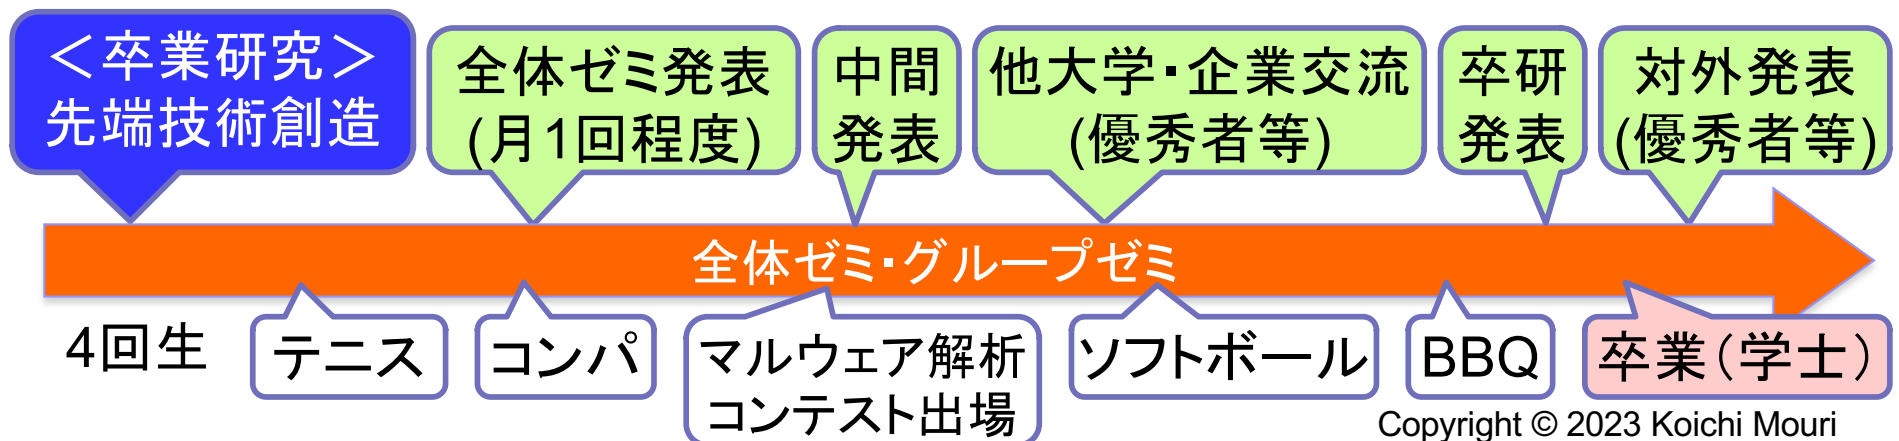 ＜卒業研究＞
先端技術創造
全体ゼミ発表
(月1回程度)
中間
発表
他大学・企業交流
(優秀者等)
卒研
発表
対外発表
(優秀者等)
全体ゼミ・グループゼミ
4回生
テニス
コンパ
マルウェア解析
コンテスト出場
ソフトボール
BBQ
卒業（学士）
Copyright © 2023 Koichi Mouri